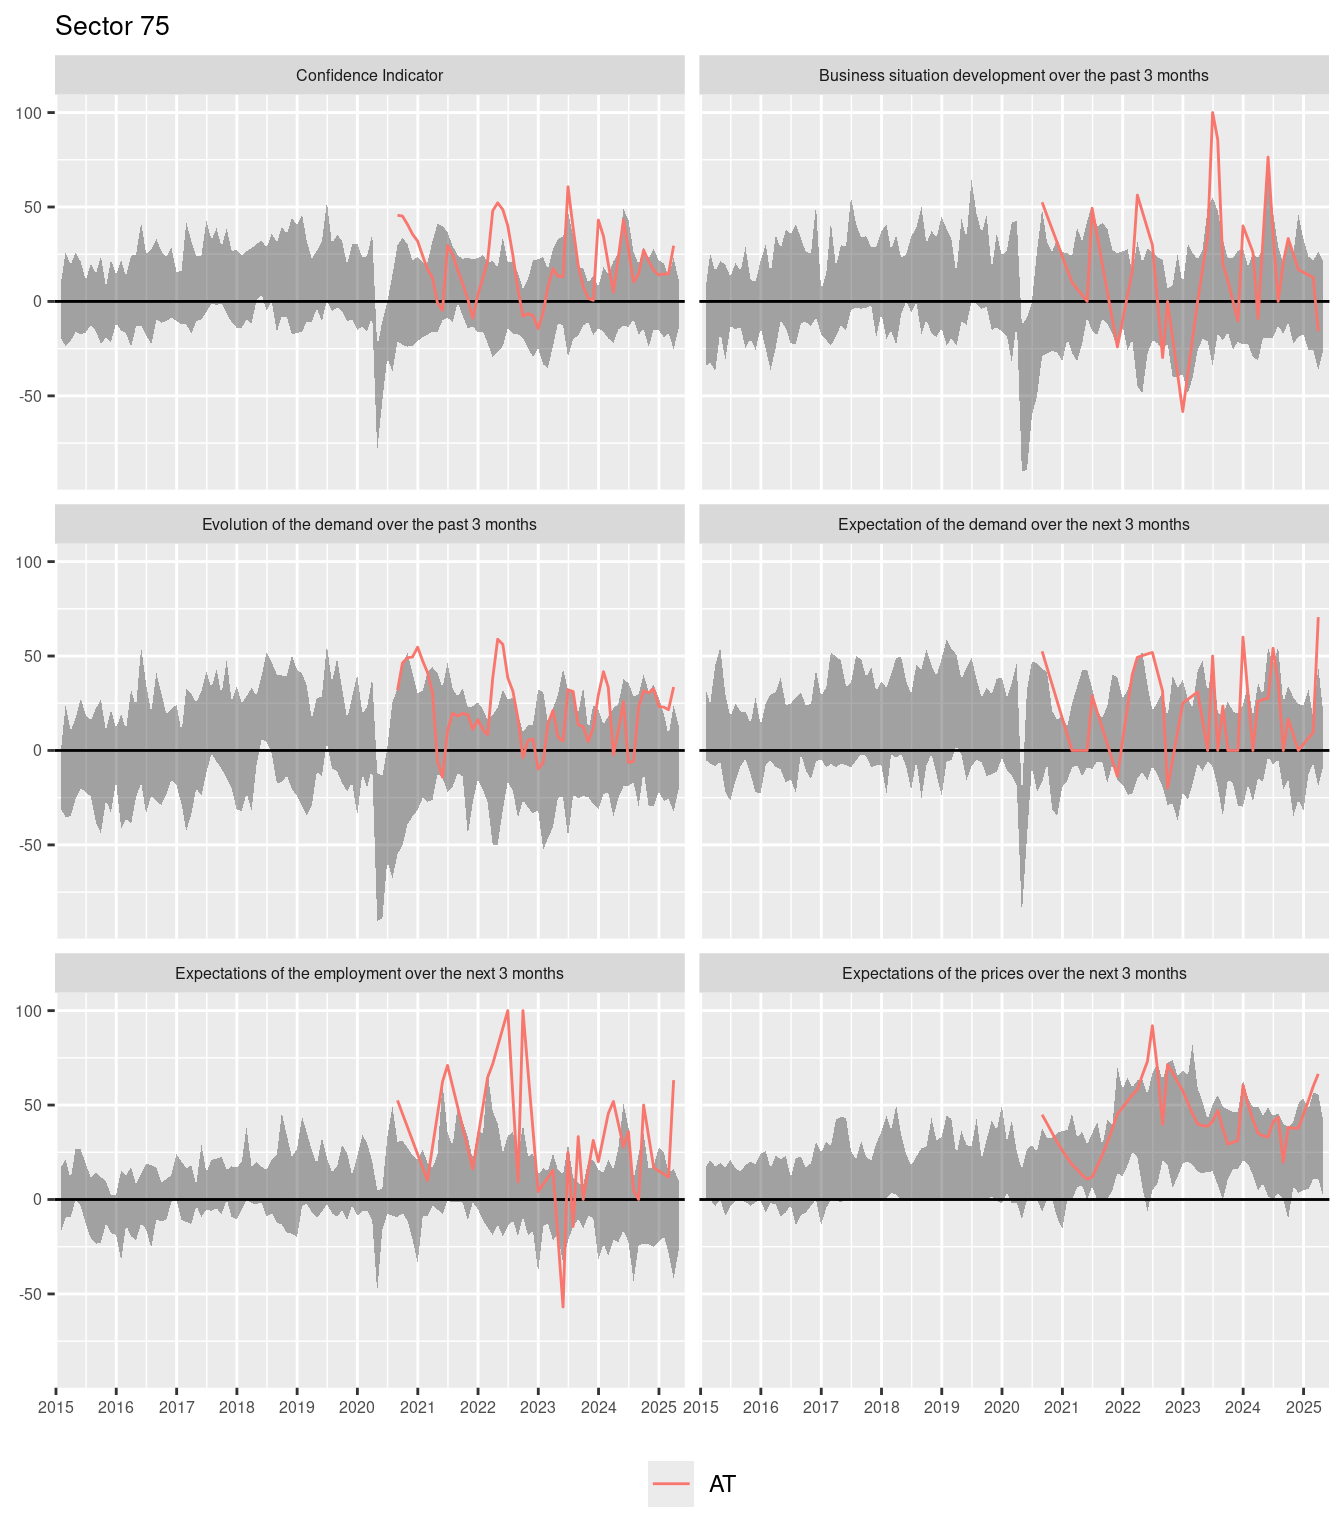 Sector 75
Confidence Indicator
Business situation development over the past 3 months
100
50
0
-50
Evolution of the demand over the past 3 months
Expectation of the demand over the next 3 months
100
50
0
-50
Expectations of the employment over the next 3 months
Expectations of the prices over the next 3 months
100
50
0
-50
2015 2016 2017 2018 2019 2020 2021 2022 2023 2024 2025
2015 2016 2017 2018 2019 2020 2021 2022 2023 2024 2025
AT